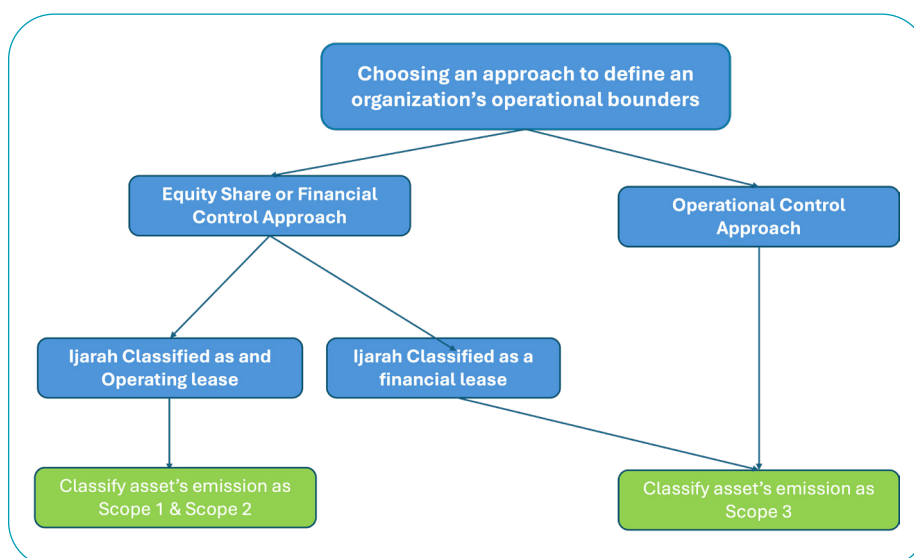 Choosing an approach to define an
organization's operational bounders
Equity Share or Financial
Control Approach
Operational Control
Approach
Ijarah Classified as and
Operating lease
Ijarah Classified as a
financial lease
Classify asset's emission as
Scope 1 & Scope 2
Classify asset's emission as
Scope 3